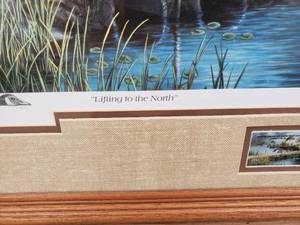 "Lifting to the North"